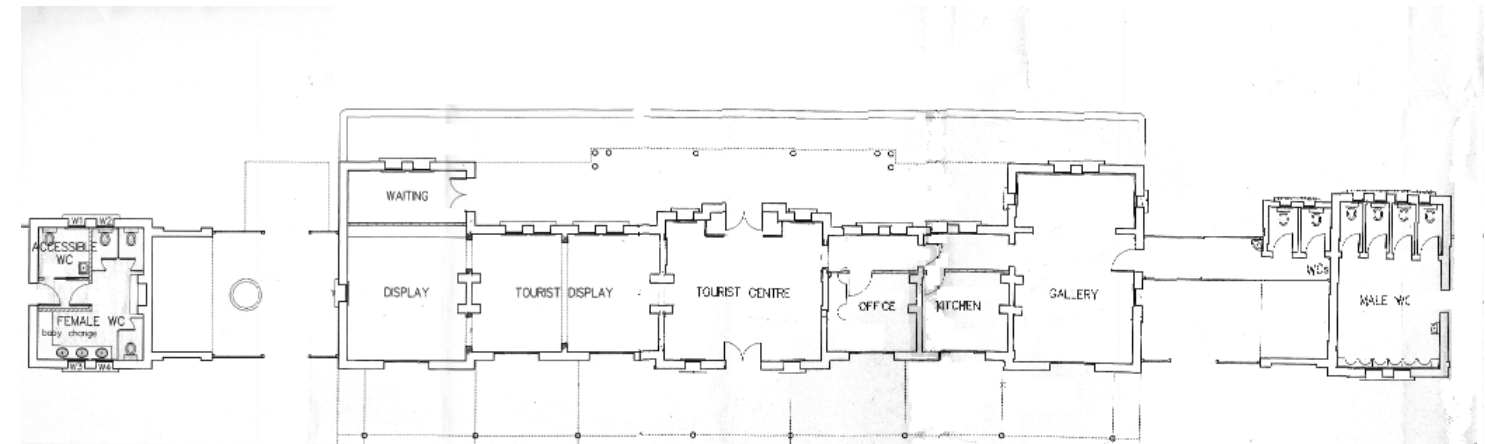 W1 W2
ACCESSIBLE
WC
FEMALE WC
baby change
W3 W4
WAITING
DISPLAY
TOURIST DISPLAY
TOURIST CENTRE
OFFICE
KITCHEN
GALLERY
WCs
MALE WC